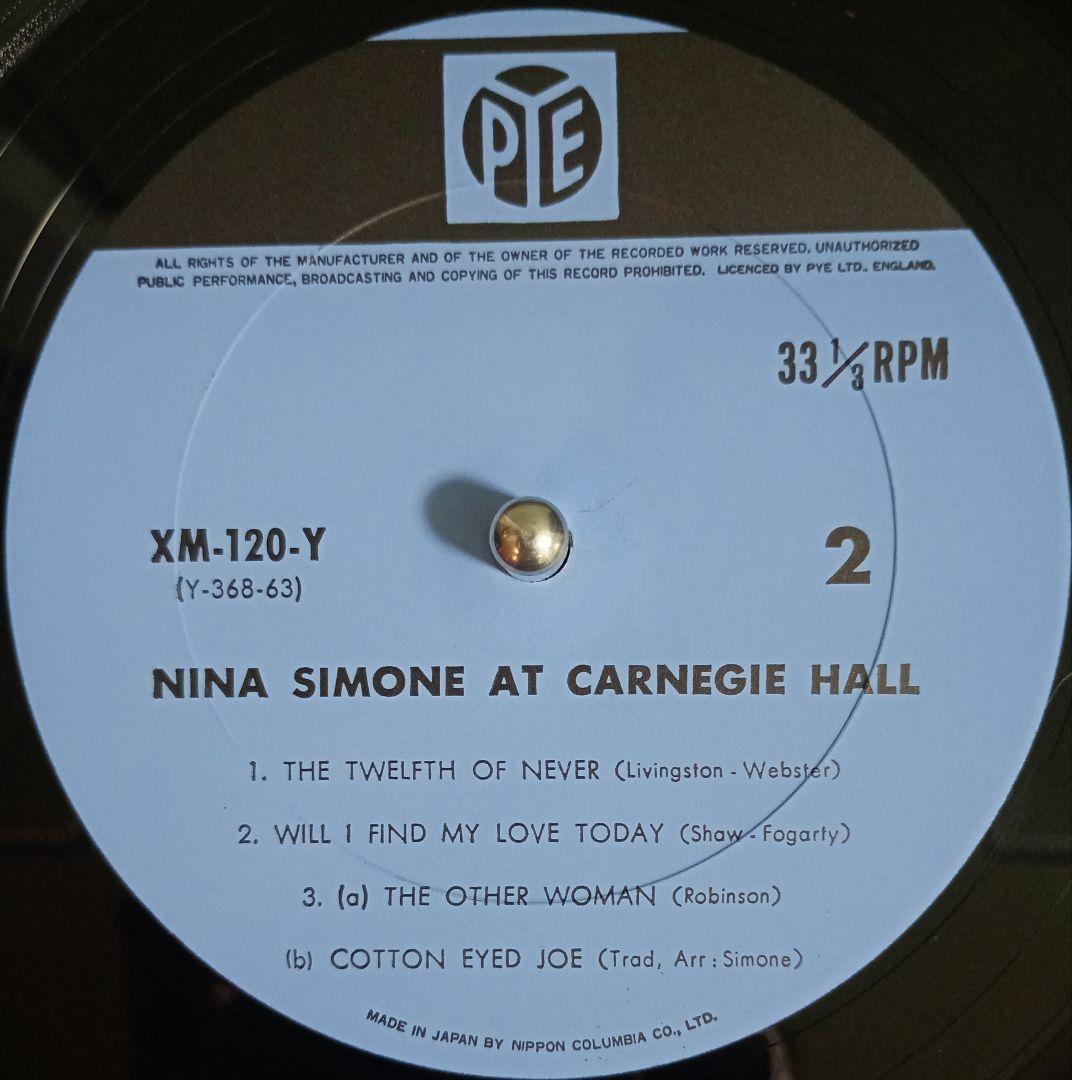 PYE
ALL RIGHTS OF THE MANUFACTURER AND OF THE OWNER OF THE RECORDED WORK RESERVED. UNAUTHORIZED
PUBLIC PERFORMANCE, BROADCASTING AND COPYING OF THIS RECORD PROHIBITED. LICENCED BY PYE LTD., ENGLAND.
33 1/3 RPM
XM-120-Y
2
(Y-368-63)
NINA SIMONE AT CARNEGIE HALL
1. THE TWELFTH OF NEVER (Livingston - Webster)
2. WILL I FIND MY LOVE TODAY (Shaw - Fogarty)
3. (a) THE OTHER WOMAN (Robinson)
(b) COTTON EYED JOE (Trad, Arr : Simone)
MADE IN JAPAN BY NIPPON COLUMBIA CO., LTD.